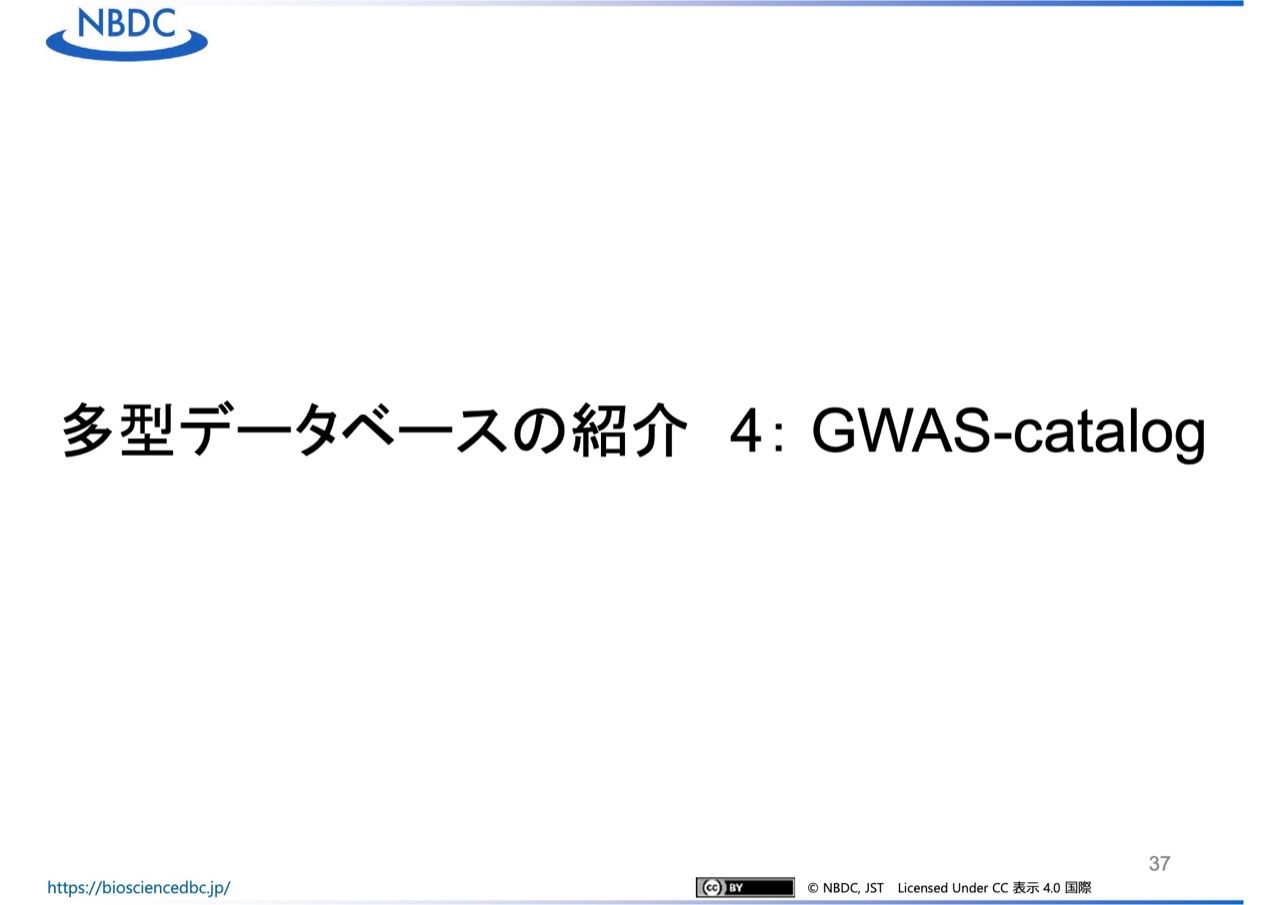 NBDC
多型データベースの紹介　4： GWAS-catalog
37
https://biosciencedbc.jp/
cc BY © NBDC, JST　Licensed Under CC 表示 4.0 国際